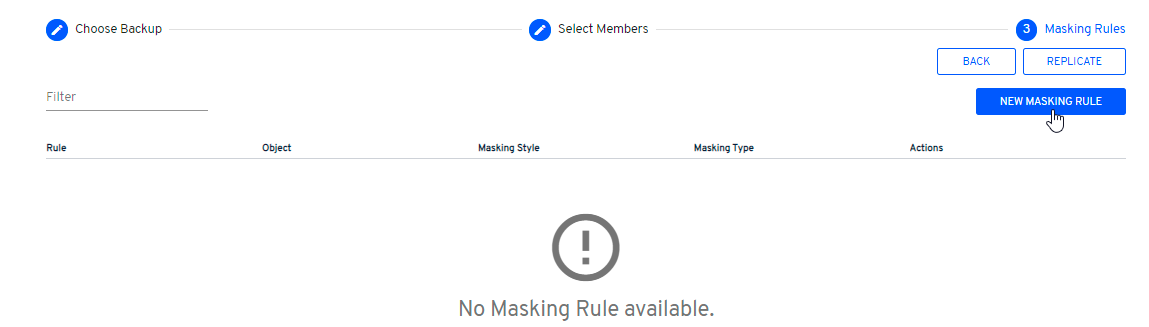 Choose Backup
Select Members
3 Masking Rules
BACK
REPLICATE
Filter
NEW MASKING RULE
Rule Object Masking Style Masking Type Actions
No Masking Rule available.